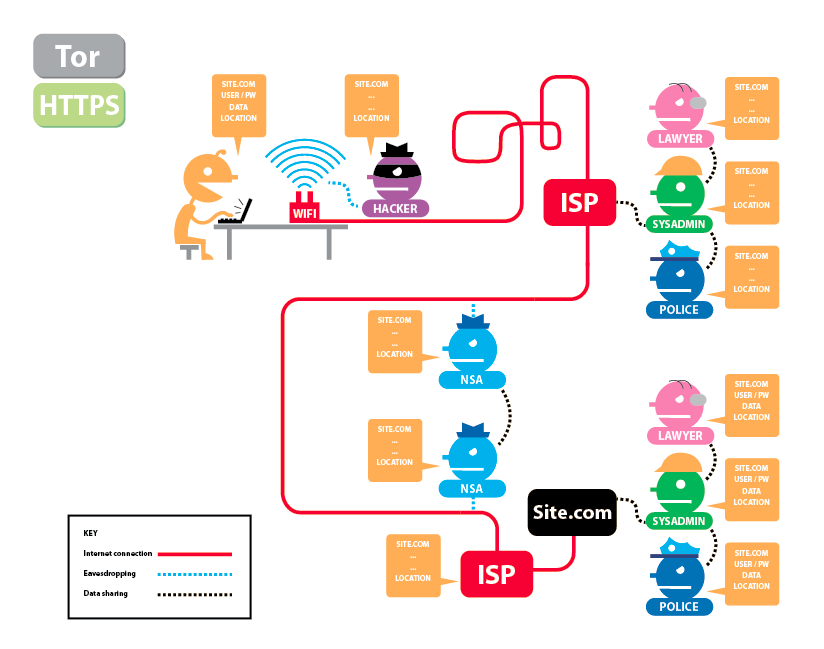 Tor
HTTPS
SITE.COM
USER / PW
DATA
LOCATION
SITE.COM
...
...
LOCATION
WIFI
HACKER
ISP
SITE.COM
...
...
LOCATION
LAWYER
SITE.COM
...
...
LOCATION
SYSADMIN
SITE.COM
...
...
LOCATION
POLICE
SITE.COM
...
...
LOCATION
NSA
SITE.COM
...
...
LOCATION
NSA
SITE.COM
USER / PW
DATA
LOCATION
LAWYER
SITE.COM
USER / PW
DATA
LOCATION
SYSADMIN
SITE.COM
USER / PW
DATA
LOCATION
POLICE
Site.com
SITE.COM
...
...
LOCATION
ISP
KEY
Internet connection
Eavesdropping
Data sharing